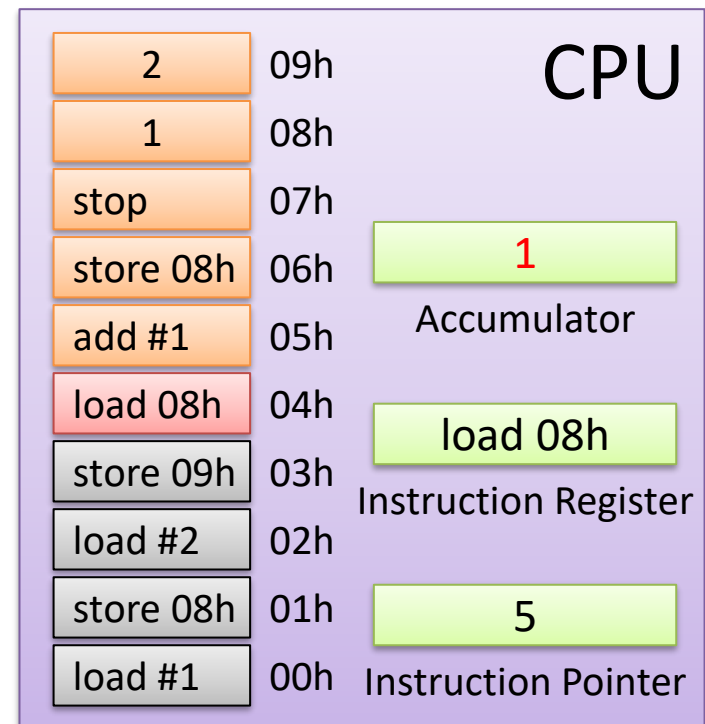 CPU
2 09h
1 08h
stop 07h
store 08h 06h
add #1 05h
load 08h 04h
store 09h 03h
load #2 02h
store 08h 01h
load #1 00h
1
Accumulator
load 08h
Instruction Register
5
Instruction Pointer